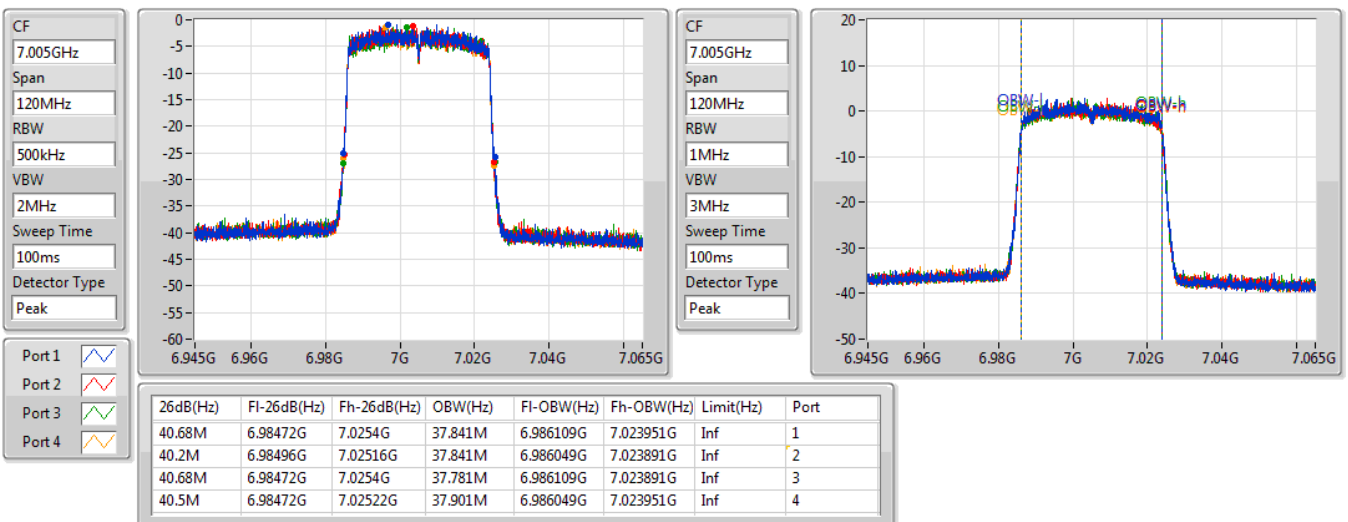 CF
7.005GHz
Span
120MHz
RBW
500kHz
VBW
2MHz
Sweep Time
100ms
Detector Type
Peak
0
-5
-10
-15
-20
-25
-30
-35
-40
-45
-50
-55
-60
6.945G 6.96G 6.98G 7G 7.02G 7.04G 7.065G
CF
7.005GHz
Span
120MHz
RBW
1MHz
VBW
3MHz
Sweep Time
100ms
Detector Type
Peak
20
10
0
-10
-20
-30
-40
-50
OBW-l
OBW-h
6.945G 6.96G 6.98G 7G 7.02G 7.04G 7.065G
Port 1
Port 2
Port 3
Port 4
26dB(Hz) Fl-26dB(Hz) Fh-26dB(Hz) OBW(Hz) Fl-OBW(Hz) Fh-OBW(Hz) Limit(Hz) Port
40.68M 6.98472G 7.0254G 37.841M 6.986109G 7.023951G Inf 1
40.2M 6.98496G 7.02516G 37.841M 6.986049G 7.023891G Inf 2
40.68M 6.98472G 7.0254G 37.781M 6.986109G 7.023891G Inf 3
40.5M 6.98472G 7.02522G 37.901M 6.986049G 7.023951G Inf 4